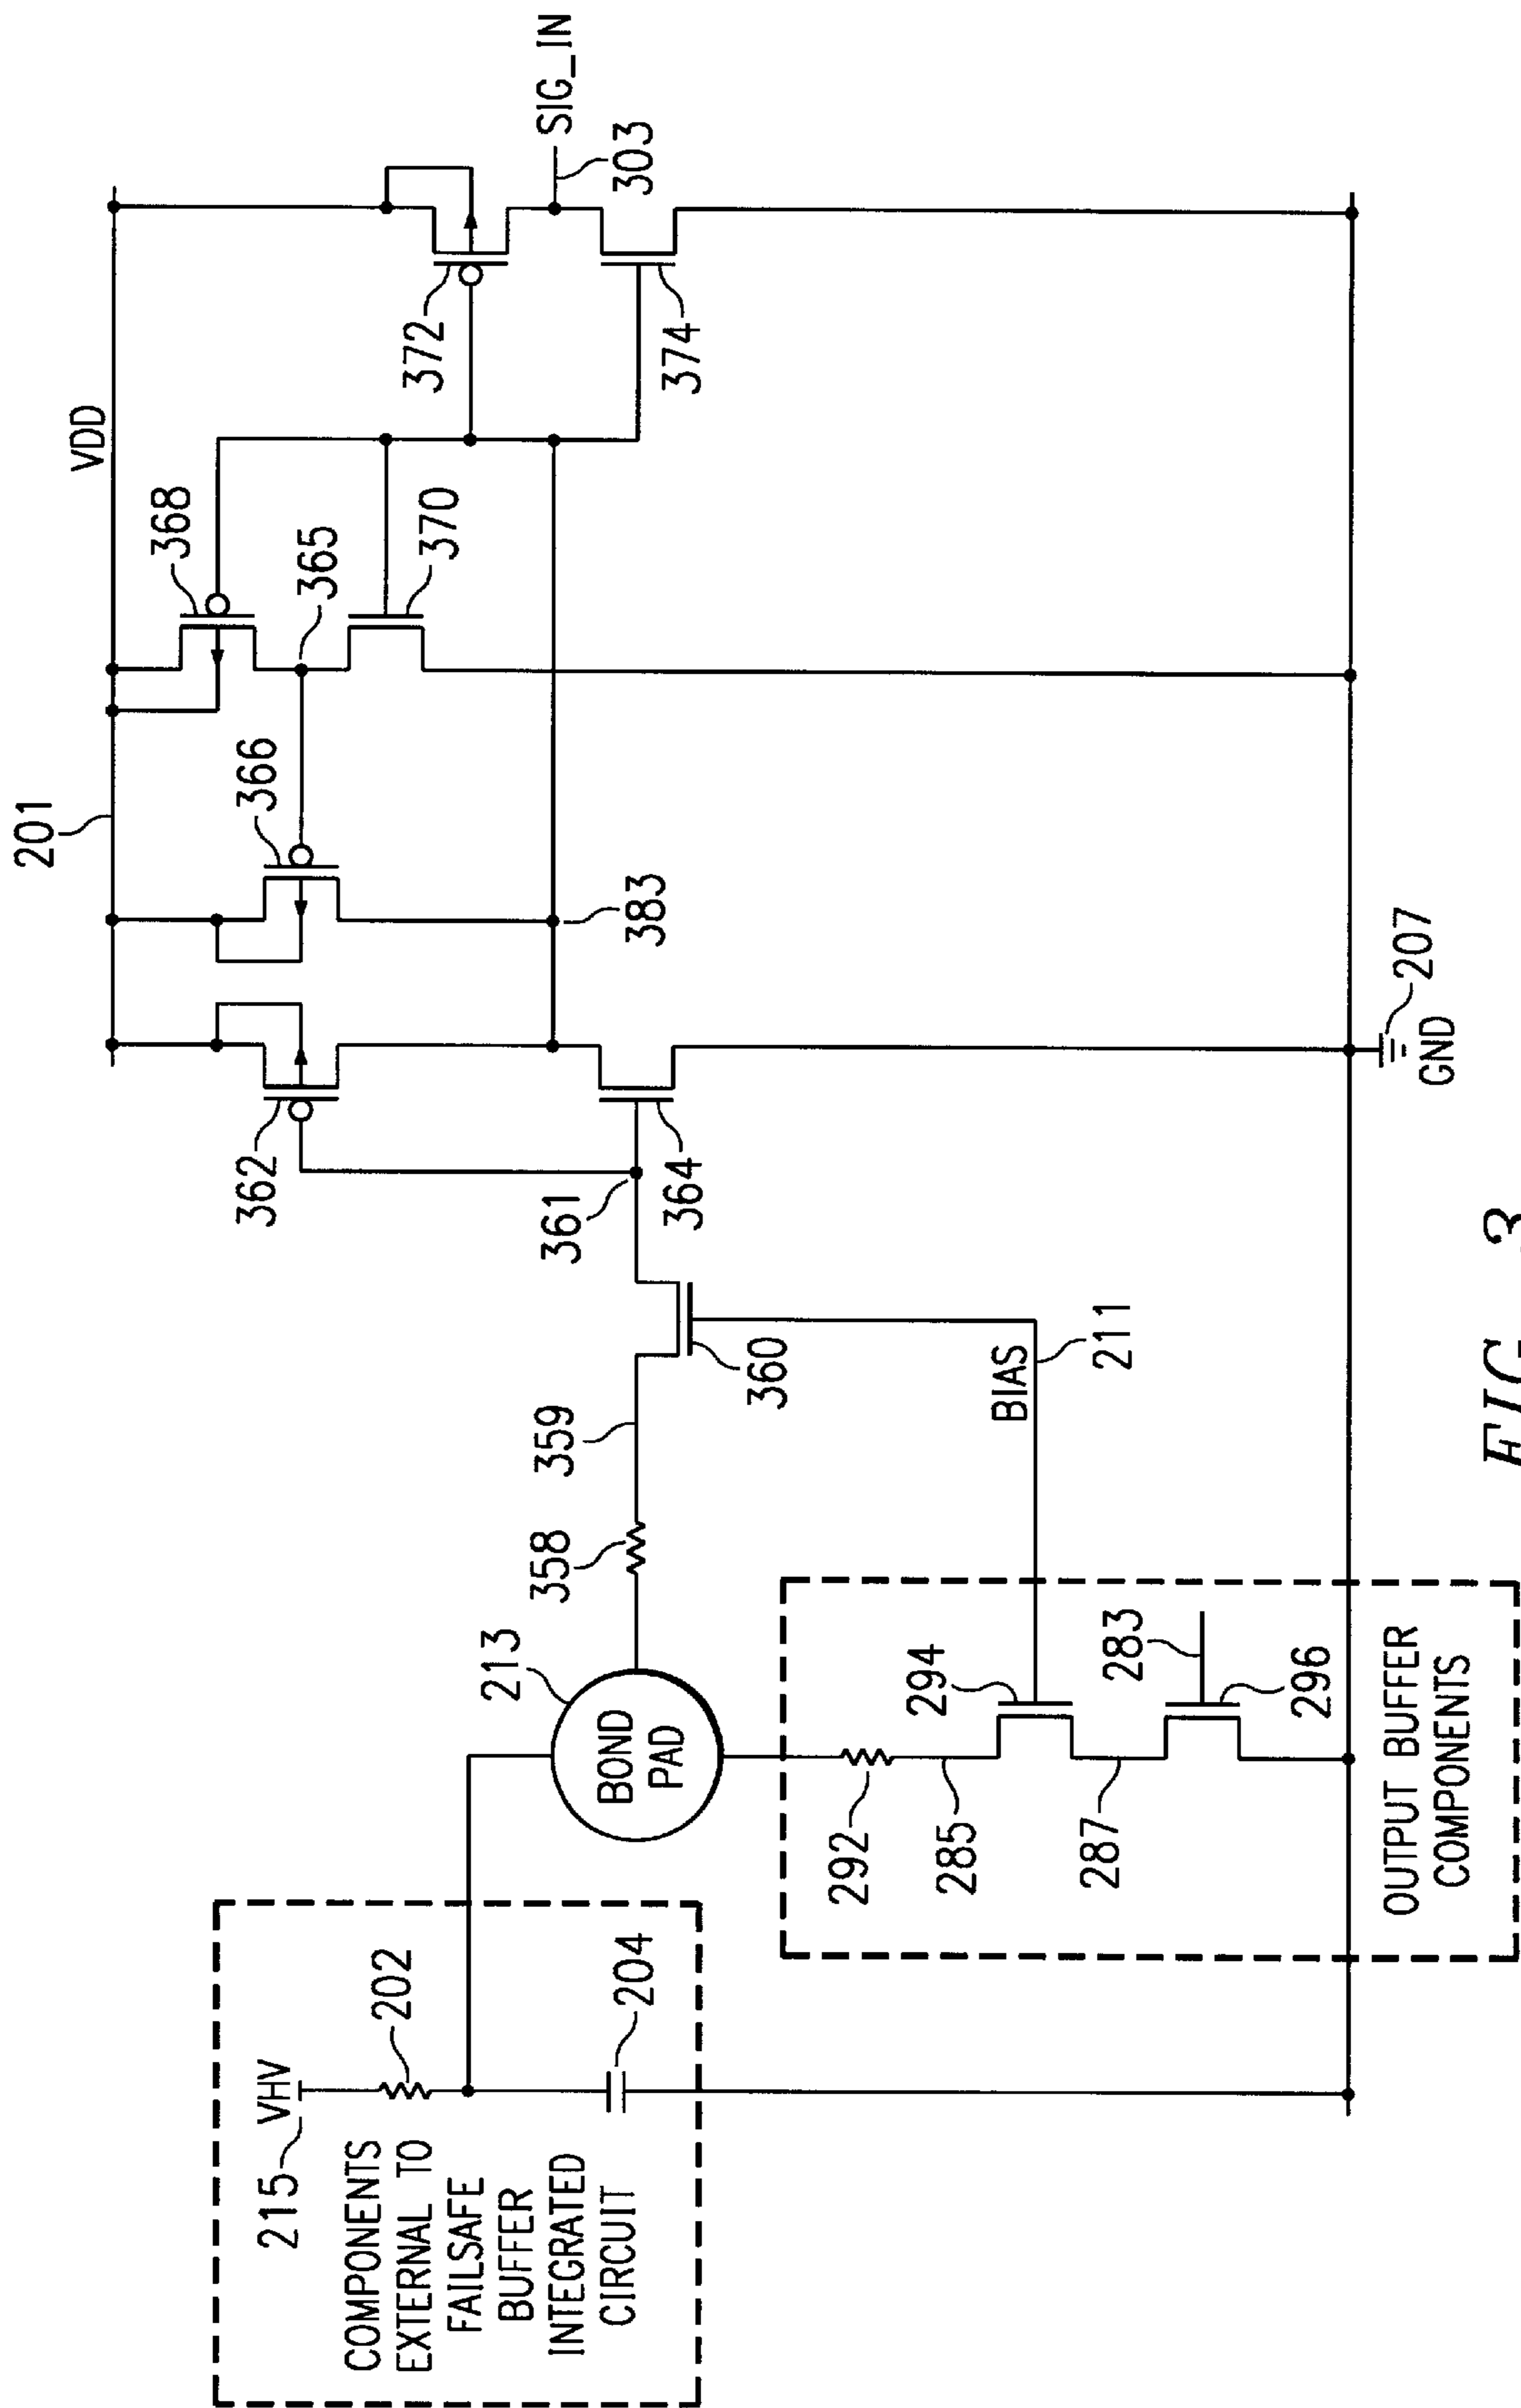 215
VHV
202
204
COMPONENTS
EXTERNAL TO
FAILSAFE
BUFFER
INTEGRATED
CIRCUIT
213
BOND
PAD
358
359
360
361
362
364
201
VDD
366
368
365
370
383
372
374
SIG_IN
303
292
285
287
294
283
296
BIAS
211
OUTPUT BUFFER
COMPONENTS
207
GND
FIG. 3